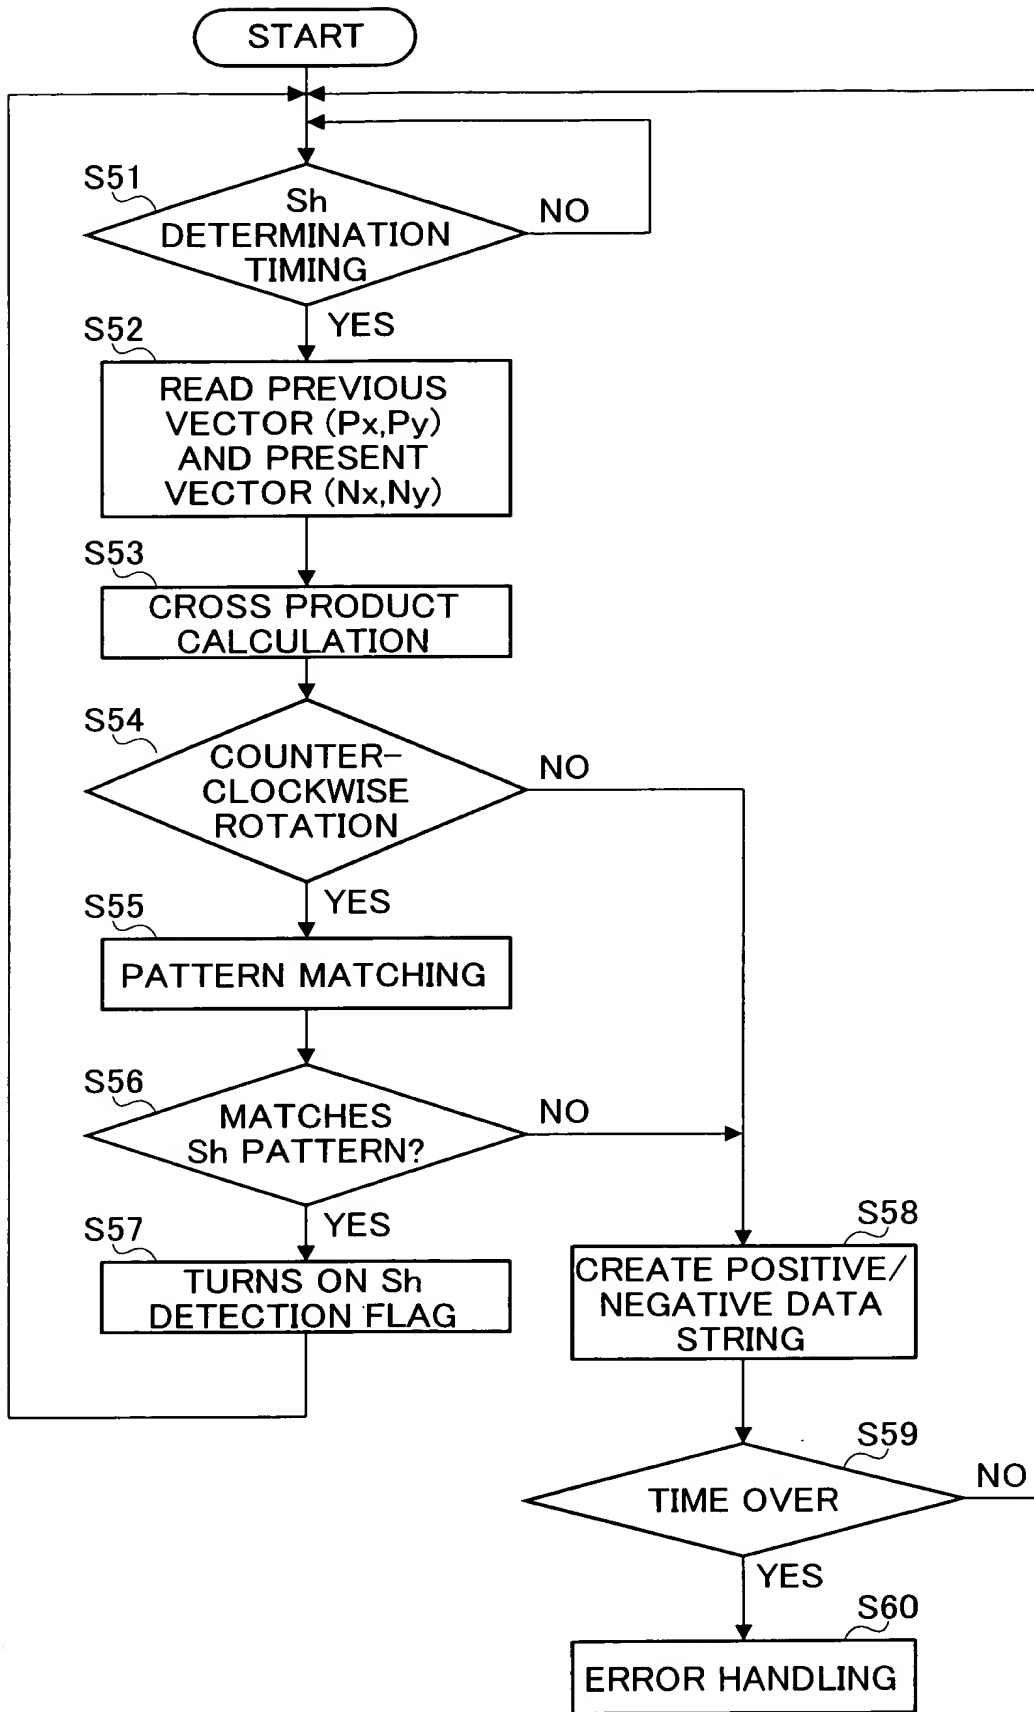 START
S51
Sh
DETERMINATION
TIMING
NO
YES
S52
READ PREVIOUS
VECTOR (Px,Py)
AND PRESENT
VECTOR (Nx,Ny)
S53
CROSS PRODUCT
CALCULATION
S54
COUNTER-
CLOCKWISE
ROTATION
NO
YES
S55
PATTERN MATCHING
S56
MATCHES
Sh PATTERN?
NO
YES
S57
TURNS ON Sh
DETECTION FLAG
S58
CREATE POSITIVE/
NEGATIVE DATA
STRING
S59
TIME OVER
NO
YES
S60
ERROR HANDLING